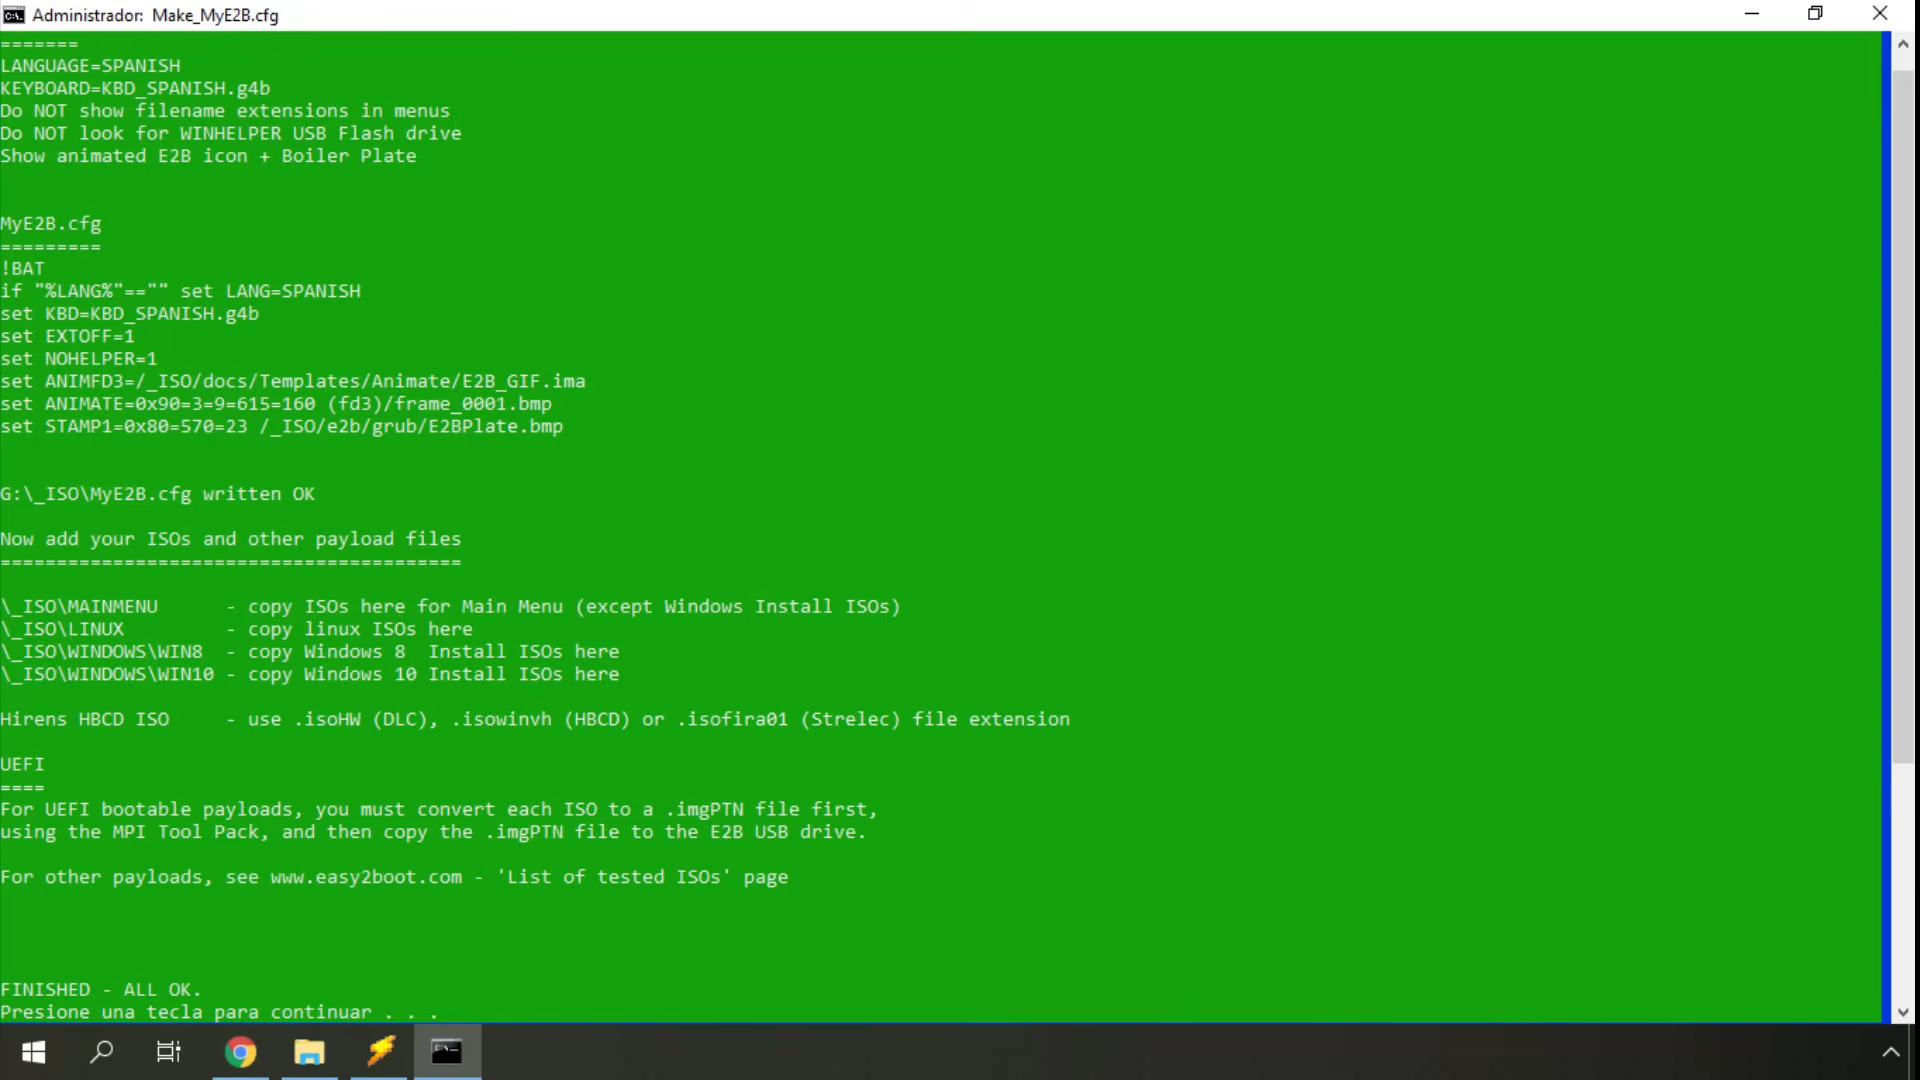 Administrador:  Make_MyE2B.cfg
=======
LANGUAGE=SPANISH
KEYBOARD=KBD_SPANISH.g4b
Do NOT show filename extensions in menus
Do NOT look for WINHELPER USB Flash drive
Show animated E2B icon + Boiler Plate
MyE2B.cfg
=========
!BAT
if "%LANG%"=="" set LANG=SPANISH
set KBD=KBD_SPANISH.g4b
set EXTOFF=1
set NOHELPER=1
set ANIMFD3=/_ISO/docs/Templates/Animate/E2B_GIF.ima
set ANIMATE=0x90=3=9=615=160 (fd3)/frame_0001.bmp
set STAMP1=0x80=570=23 /_ISO/e2b/grub/E2BPlate.bmp
G:\_ISO\MyE2B.cfg written OK
Now add your ISOs and other payload files
=========================================
\_ISO\MAINMENU      - copy ISOs here for Main Menu (except Windows Install ISOs)
\_ISO\LINUX         - copy linux ISOs here
\_ISO\WINDOWS\WIN8  - copy Windows 8  Install ISOs here
\_ISO\WINDOWS\WIN10 - copy Windows 10 Install ISOs here
Hirens HBCD ISO     - use .isoHW (DLC), .isowinvh (HBCD) or .isofira01 (Strelec) file extension
UEFI
====
For UEFI bootable payloads, you must convert each ISO to a .imgPTN file first,
using the MPI Tool Pack, and then copy the .imgPTN file to the E2B USB drive.
For other payloads, see www.easy2boot.com - 'List of tested ISOs' page
FINISHED - ALL OK.
Presione una tecla para continuar . . .